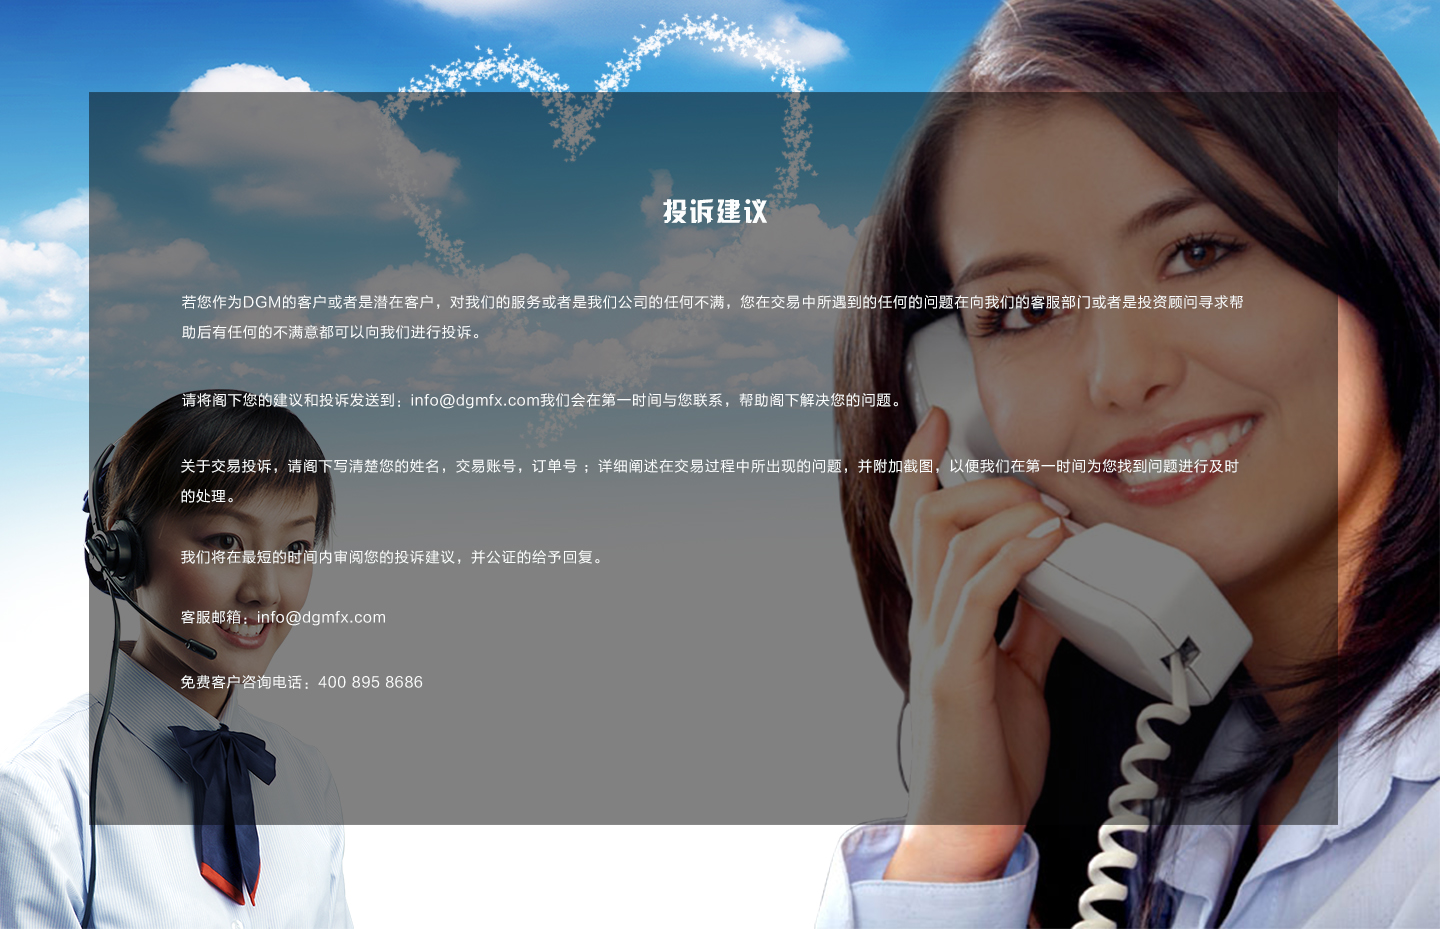 投诉建议
若您作为DGM的客户或者是潜在客户，对我们的服务或者是我们公司的任何不满，您在交易中所遇到的任何的问题在向我们的客服部门或者是投资顾问寻求帮
助后有任何的不满意都可以向我们进行投诉。
请将阁下您的建议和投诉发送到：info@dgmfx.com我们会在第一时间与您联系，帮助阁下解决您的问题。
关于交易投诉，请阁下写清楚您的姓名，交易账号，订单号 ；详细阐述在交易过程中所出现的问题，并附加截图，以便我们在第一时间为您找到问题进行及时
的处理。
我们将在最短的时间内审阅您的投诉建议，并公证的给予回复。
客服邮箱：info@dgmfx.com
免费客户咨询电话：400 895 8686